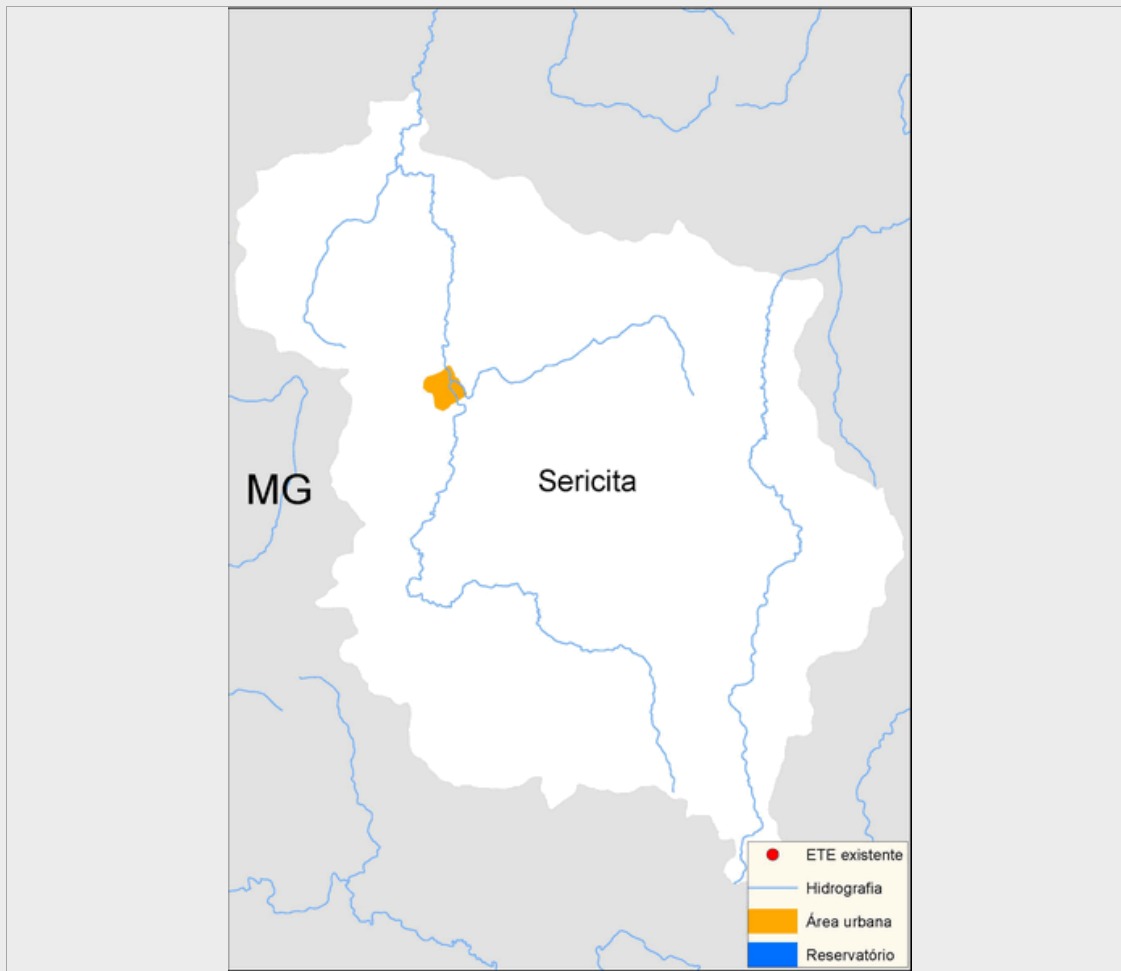 MG
Sericita
ETE existente
Hidrografia
Área urbana
Reservatório